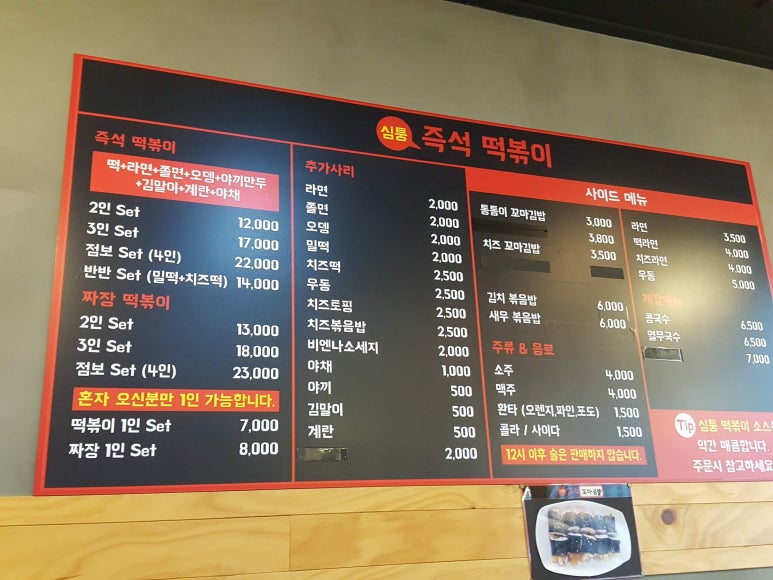 심통 즉석 떡볶이
즉석 떡볶이
떡+라면+쫄면+오뎅+야끼만두
+김말이+계란+야채
2인 Set 12,000
3인 Set 17,000
점보 Set (4인) 22,000
반반 Set (밀떡+치즈떡) 14,000
짜장 떡볶이
2인 Set 13,000
3인 Set 18,000
점보 Set (4인) 23,000
혼자 오신분만 1인 가능합니다.
떡볶이 1인 Set 7,000
짜장 1인 Set 8,000
추가사리
라면 2,000
쫄면 2,000
오뎅 2,000
밀떡 2,000
치즈떡 2,500
우동 2,500
치즈토핑 2,500
치즈볶음밥 2,500
비엔나소세지 2,000
야채 1,000
야끼 500
김말이 500
계란 500
2,000
사이드 메뉴
통통이 꼬마김밥 3,000
치즈 꼬마김밥 3,800
3,500
김치 볶음밥 6,000
새우 볶음밥 6,000
주류 & 음료
소주 4,000
맥주 4,000
환타 (오렌지,파인,포도) 1,500
콜라 / 사이다 1,500
12시 이후 술은 판매하지 않습니다.
라면 3,500
떡라면 4,000
치즈라면 4,000
우동 5,000
계절메뉴
콩국수 6,500
열무국수 6,500
7,000
Tip 심통 떡볶이 소스
약간 매콤합니다.
주문시 참고하세요
꼬마김밥